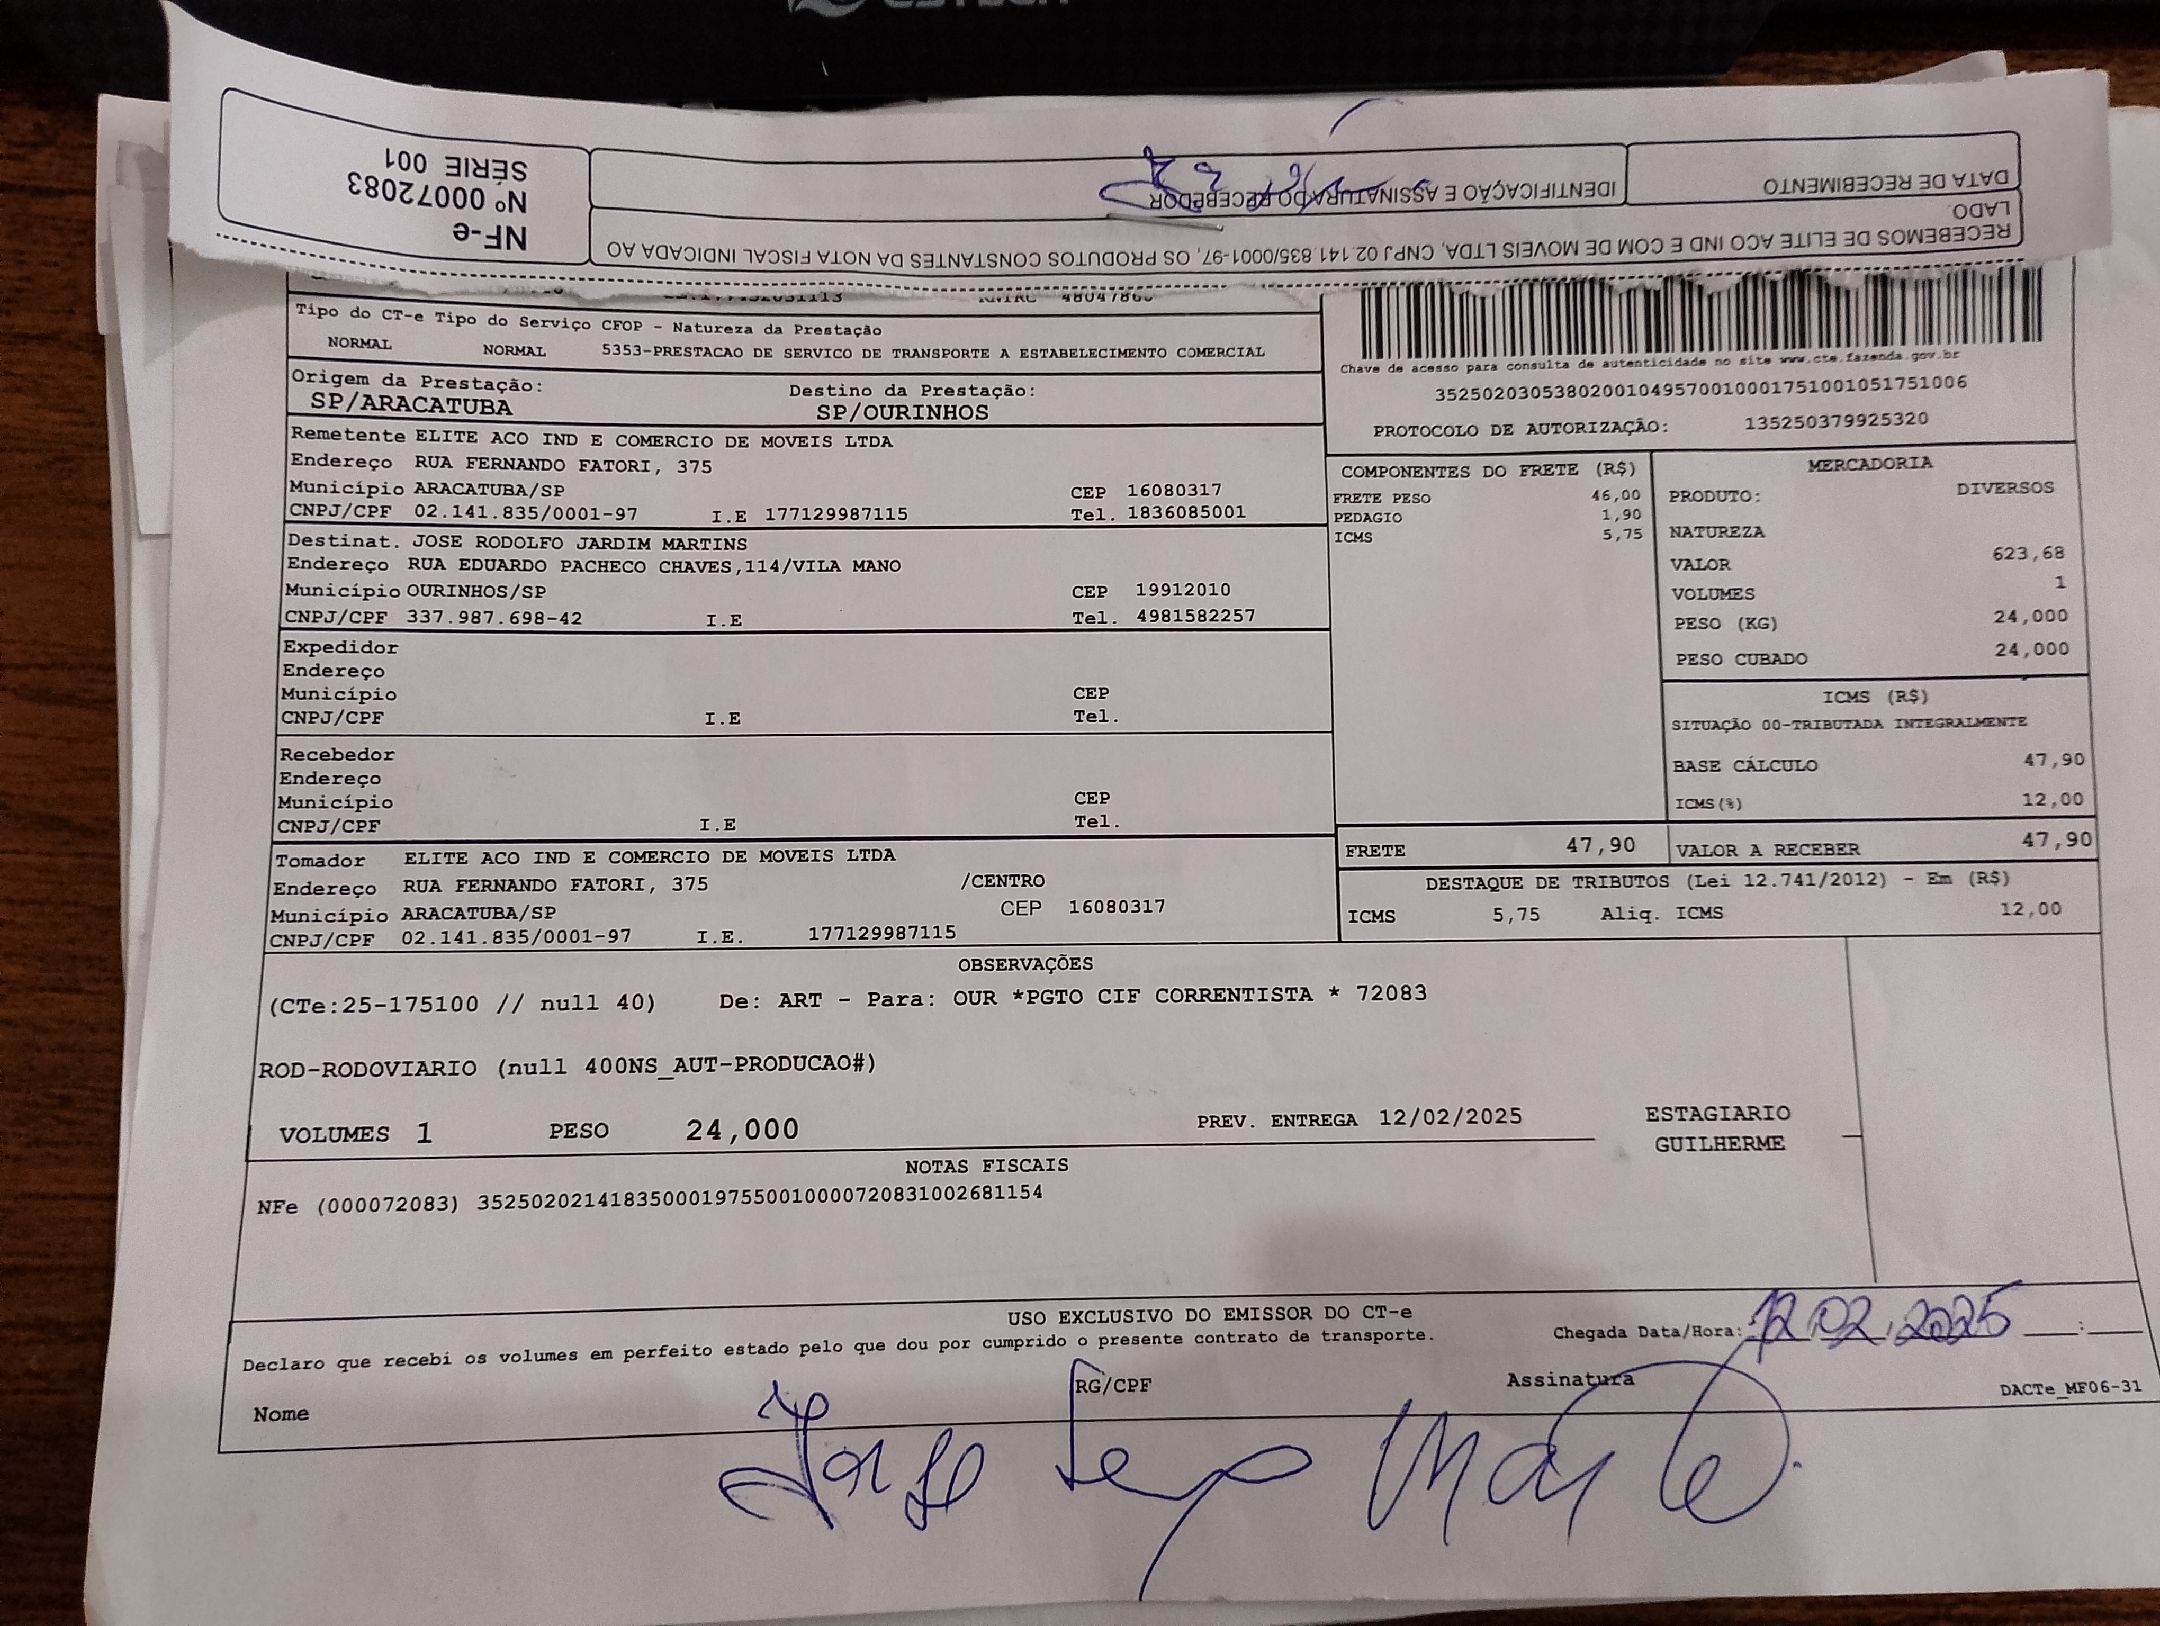 NF-e
Nº 00072083
SÉRIE 001
RECEBEMOS DE ELITE ACO IND E COM DE MOVEIS LTDA, CNPJ 02.141.835/0001-97, OS PRODUTOS CONSTANTES DA NOTA FISCAL INDICADA AO
LADO.
DATA DE RECEBIMENTO
IDENTIFICAÇÃO E ASSINATURA DO RECEBEDOR
Tipo do CT-e Tipo do Serviço CFOP - Natureza da Prestação
NORMAL NORMAL 5353-PRESTACAO DE SERVICO DE TRANSPORTE A ESTABELECIMENTO COMERCIAL
Origem da Prestação: Destino da Prestação:
SP/ARACATUBA SP/OURINHOS
Remetente ELITE ACO IND E COMERCIO DE MOVEIS LTDA
Endereço RUA FERNANDO FATORI, 375
Município ARACATUBA/SP CEP 16080317
CNPJ/CPF 02.141.835/0001-97 I.E 177129987115 Tel. 1836085001
Destinat. JOSE RODOLFO JARDIM MARTINS
Endereço RUA EDUARDO PACHECO CHAVES,114/VILA MANO
Município OURINHOS/SP CEP 19912010
CNPJ/CPF 337.987.698-42 I.E Tel. 4981582257
Expedidor
Endereço
Município CEP
CNPJ/CPF I.E Tel.
Recebedor
Endereço
Município CEP
CNPJ/CPF I.E Tel.
Tomador ELITE ACO IND E COMERCIO DE MOVEIS LTDA
Endereço RUA FERNANDO FATORI, 375 /CENTRO
Município ARACATUBA/SP CEP 16080317
CNPJ/CPF 02.141.835/0001-97 I.E. 177129987115
Chave de acesso para consulta de autenticidade no site www.cte.fazenda.gov.br
35250203053802001049570010001751001051751006
PROTOCOLO DE AUTORIZAÇÃO: 135250379925320
COMPONENTES DO FRETE (R$)
FRETE PESO 46,00
PEDAGIO 1,90
ICMS 5,75
MERCADORIA
PRODUTO: DIVERSOS
NATUREZA
VALOR 623,68
VOLUMES 1
PESO (KG) 24,000
PESO CUBADO 24,000
ICMS (R$)
SITUAÇÃO 00-TRIBUTADA INTEGRALMENTE
BASE CÁLCULO 47,90
ICMS(%) 12,00
FRETE 47,90 VALOR A RECEBER 47,90
DESTAQUE DE TRIBUTOS (Lei 12.741/2012) - Em (R$)
ICMS 5,75 Aliq. ICMS 12,00
OBSERVAÇÕES
(CTe:25-175100 // null 40) De: ART - Para: OUR *PGTO CIF CORRENTISTA * 72083
ROD-RODOVIARIO (null 400NS_AUT-PRODUCAO#)
VOLUMES 1 PESO 24,000 PREV. ENTREGA 12/02/2025
ESTAGIARIO
GUILHERME
NOTAS FISCAIS
NFe (000072083) 35250202141835000197550010000720831002681154
USO EXCLUSIVO DO EMISSOR DO CT-e
Declaro que recebi os volumes em perfeito estado pelo que dou por cumprido o presente contrato de transporte.
Chegada Data/Hora: 12.02.2025 :
Nome RG/CPF Assinatura
DACTe_MF06-31